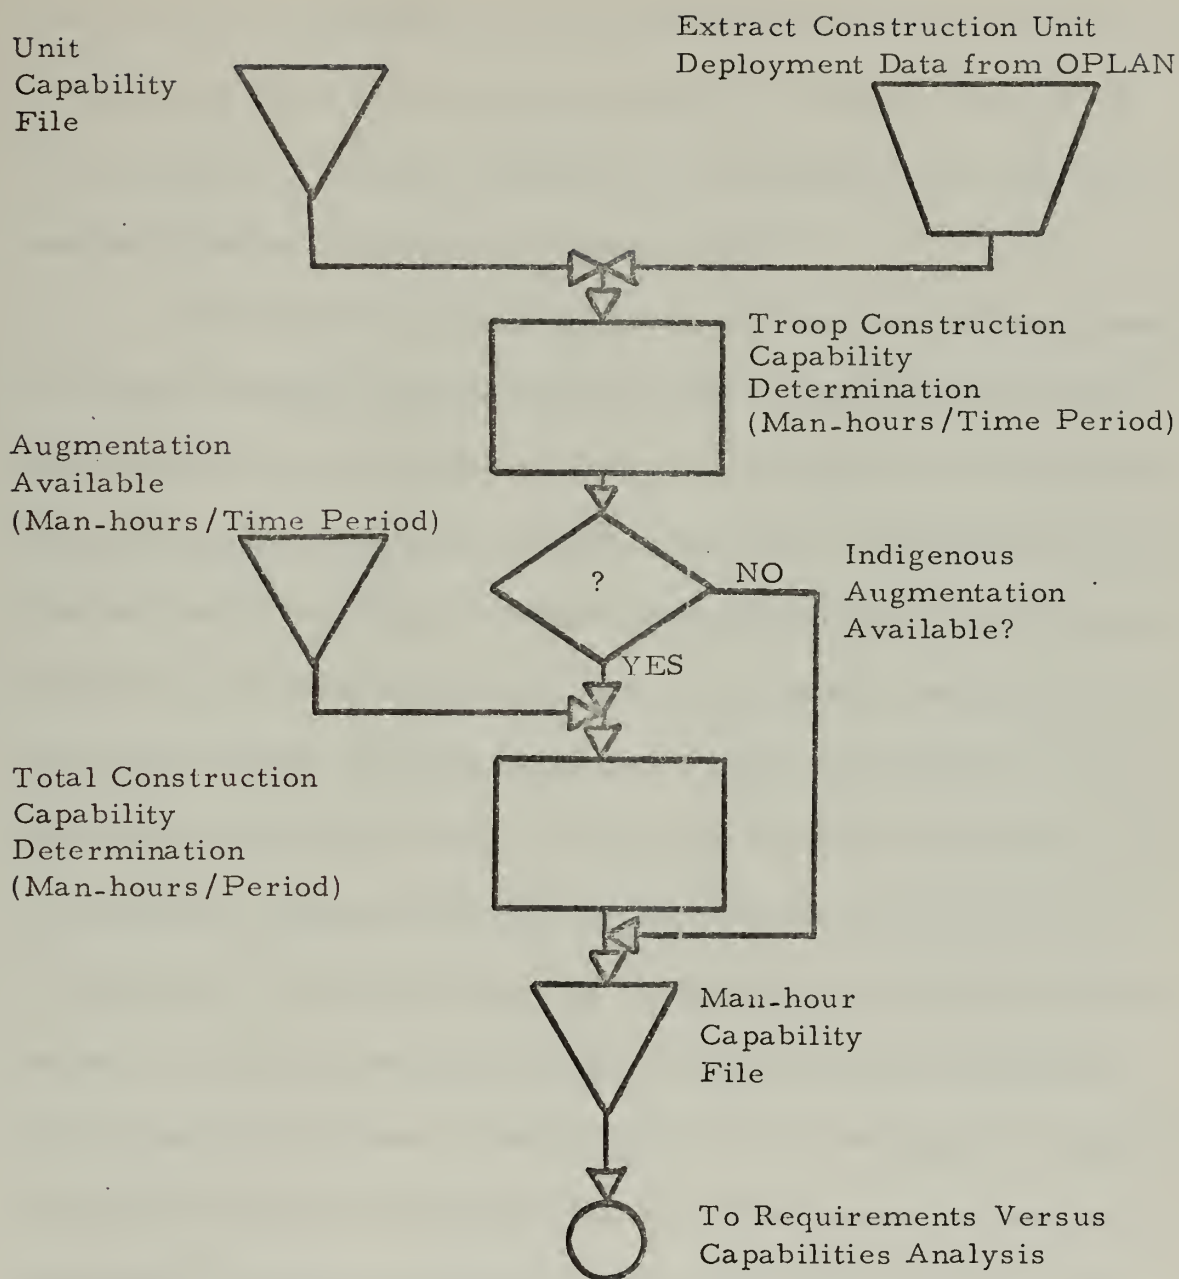 Unit
Capability
File
Extract Construction Unit
Deployment Data from OPLAN
Troop Construction
Capability
Determination
(Man-hours/Time Period)
Augmentation
Available
(Man-hours/Time Period)
?
NO
YES
Indigenous
Augmentation
Available?
Total Construction
Capability
Determination
(Man-hours/Period)
Man-hour
Capability
File
To Requirements Versus
Capabilities Analysis